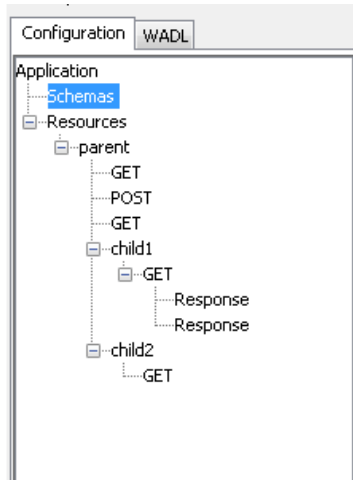 Configuration WADL
Application
Schemas
Resources
parent
GET
POST
GET
child1
GET
Response
Response
child2
GET